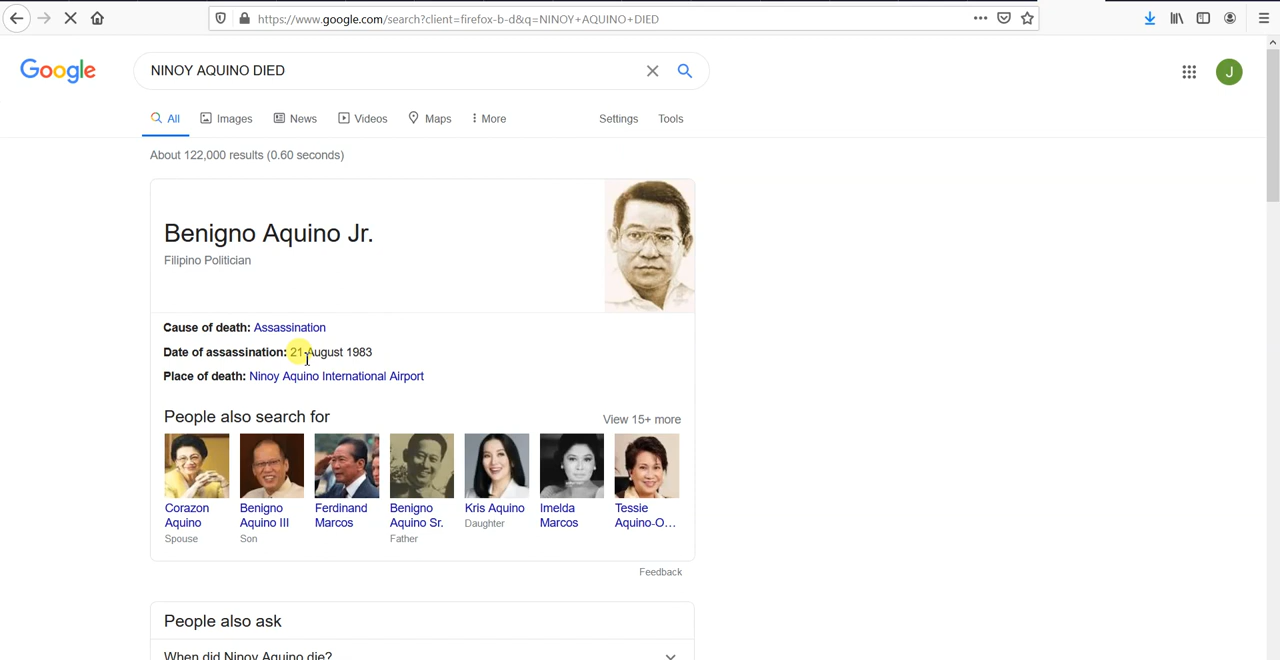 https://www.google.com/search?client=firefox-b-d&q=NINOY+AQUINO+DIED
Google
NINOY AQUINO DIED
J
All Images News Videos Maps More Settings Tools
About 122,000 results (0.60 seconds)
Benigno Aquino Jr.
Filipino Politician
Cause of death: Assassination
Date of assassination: 21 August 1983
Place of death: Ninoy Aquino International Airport
People also search for
View 15+ more
Corazon Aquino
Spouse
Benigno Aquino III
Son
Ferdinand Marcos
Benigno Aquino Sr.
Father
Kris Aquino
Daughter
Imelda Marcos
Tessie Aquino-O...
Feedback
People also ask
When did Ninoy Aquino die?